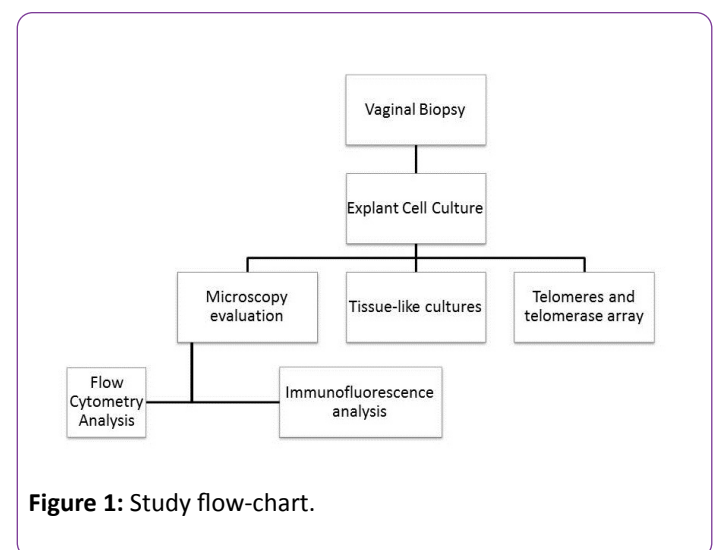 Vaginal Biopsy
Explant Cell Culture
Microscopy
evaluation
Tissue-like cultures
Telomeres and
telomerase array
Flow
Cytometry
Analysis
Immunofluorescence
analysis
Figure 1: Study flow-chart.